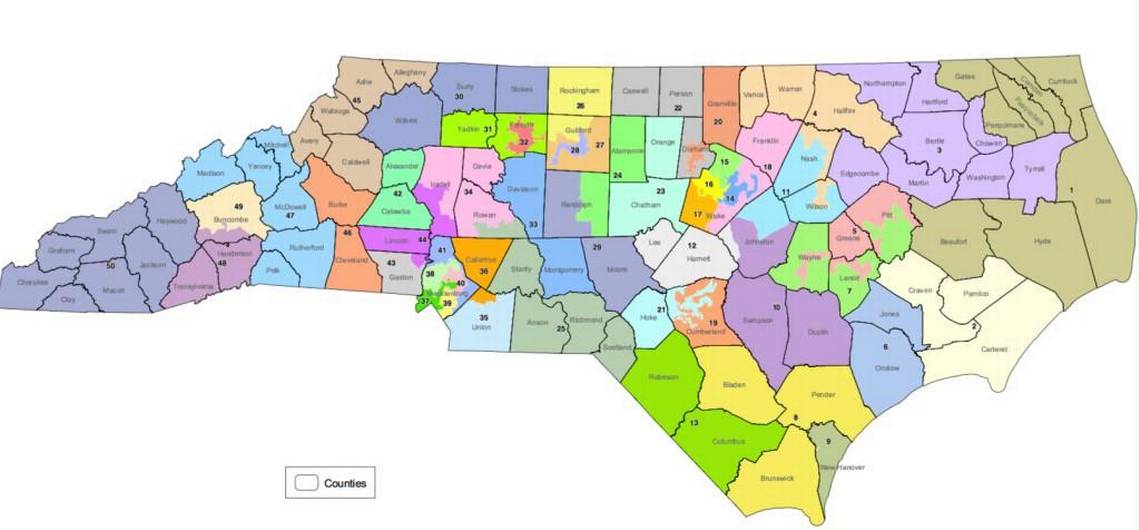 Ashe
Alleghany
Surry
30
Stokes
Rockingham
26
Caswell
Person
22
Granville
20
Vance
Warren
4
Halifax
Northampton
Hertford
Gates
Camden
Currituck
Pasquotank
Perquimans
Chowan
45
Watauga
Wilkes
Yadkin 31
Forsyth
32
Guilford
27
28
Alamance
24
Orange
Durham
Franklin
18
Nash
Edgecombe
Bertie
3
Martin
Washington
Tyrrell
1
Dare
Mitchell
Avery
Caldwell
Alexander
Iredell
Davie
34
Davidson
33
Randolph
Chatham
23
15
16
14
17
Wake
11
Wilson
Madison
Yancey
49
Buncombe
McDowell
47
Burke
42
Catawba
Rowan
Johnston
Pitt
5
Greene
Beaufort
Hyde
Haywood
Swain
Graham
Cherokee
Clay
Macon
50
Jackson
Henderson
48
Transylvania
Polk
Rutherford
46
Cleveland
Lincoln
44
43
Gaston
41
38
40
37
39
Mecklenburg
Cabarrus
36
Stanly
Montgomery
29
Moore
Lee
12
Harnett
Wayne
Lenoir
7
Craven
Pamlico
2
Carteret
Jones
6
Onslow
35
Union
Anson
25
Richmond
Scotland
Hoke
21
19
Cumberland
Sampson
10
Duplin
Robeson
Bladen
Pender
8
13
Columbus
9
New Hanover
Brunswick
Counties